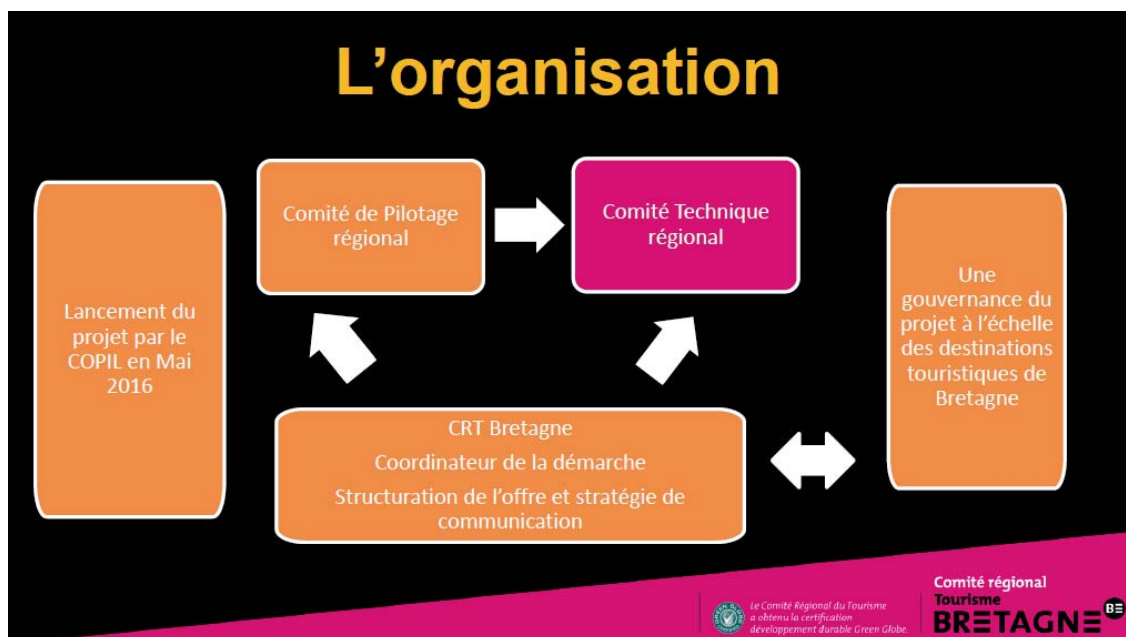 L'organisation
Lancement du
projet par le
COPIL en Mai
2016
Comité de Pilotage
régional
Comité Technique
régional
CRT Bretagne
Coordinateur de la démarche
Structuration de l'offre et stratégie de
communication
Une
gouvernance du
projet à l'échelle
des destinations
touristiques de
Bretagne
Le Comité Régional du Tourisme
a obtenu la certification
développement durable Green Globe.
Comité régional
Tourisme
BRETAGNE